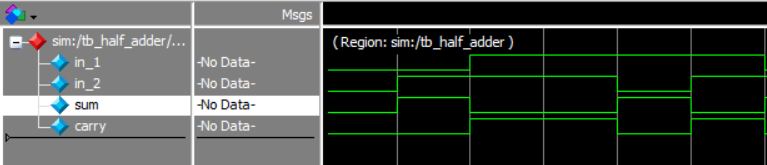 Msgs
sim:/tb_half_adder/...
(Region: sim:/tb_half_adder )
in_1 -No Data-
in_2 -No Data-
sum -No Data-
carry -No Data-